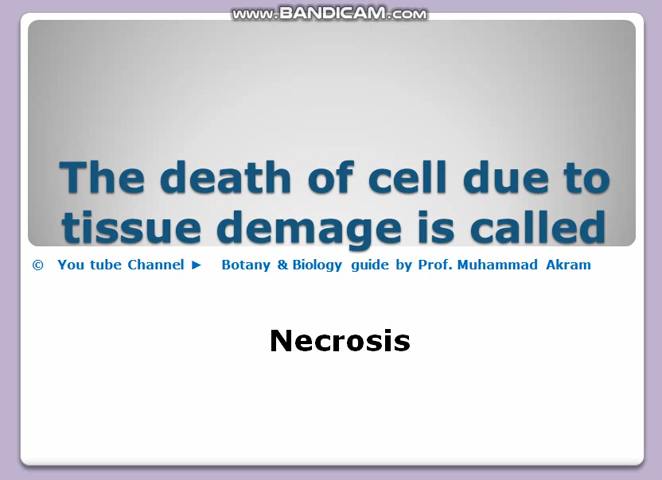 www.BANDICAM.com
The death of cell due to
tissue demage is called
© You tube Channel ► Botany & Biology guide by Prof. Muhammad Akram
Necrosis